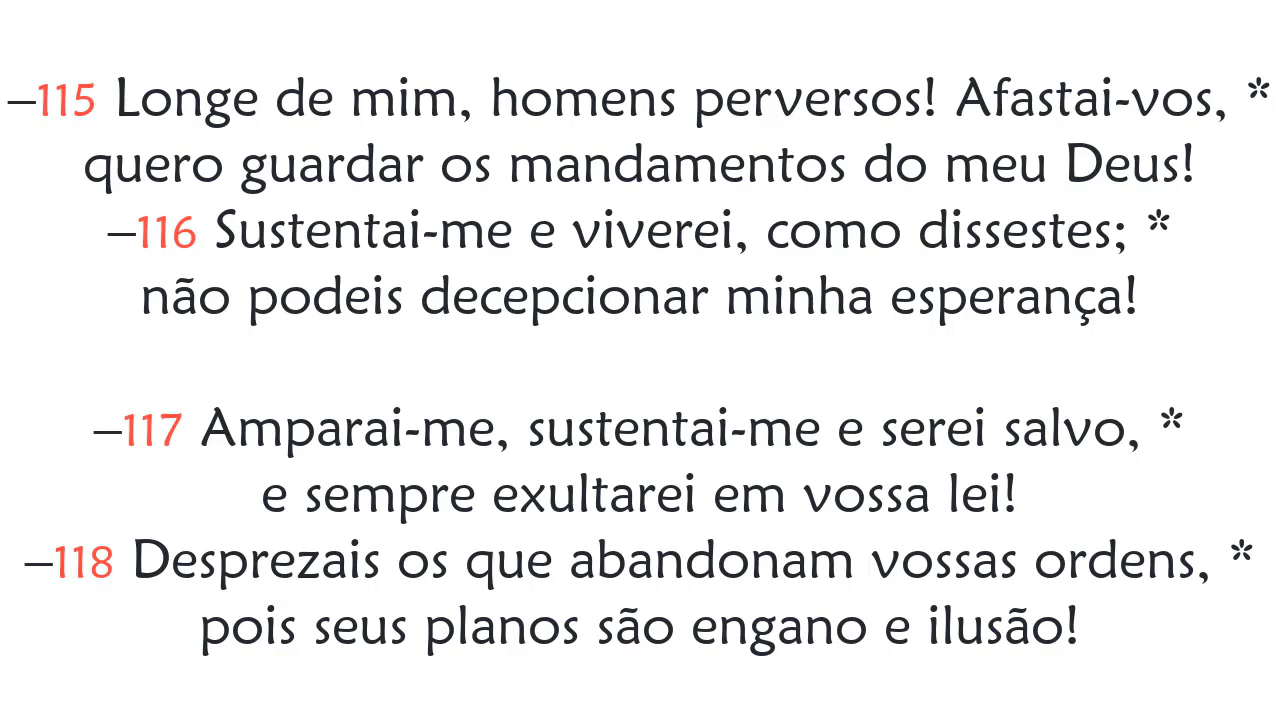 –115 Longe de mim, homens perversos! Afastai-vos, *
quero guardar os mandamentos do meu Deus!
–116 Sustentai-me e viverei, como dissestes; *
não podeis decepcionar minha esperança!
–117 Amparai-me, sustentai-me e serei salvo, *
e sempre exultarei em vossa lei!
–118 Desprezais os que abandonam vossas ordens, *
pois seus planos são engano e ilusão!